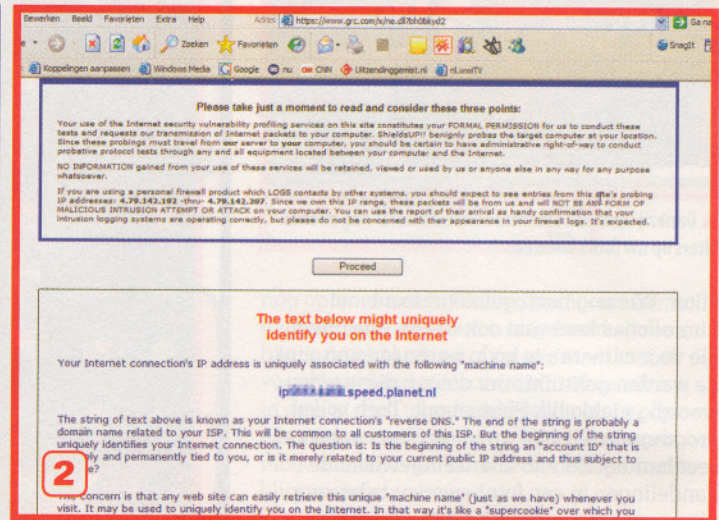 Bewerken Beeld Favorieten Extra Help Adres https://www.grc.com/x/ne.dll?bh0bkyd2 Ga na
Zoeken Favorieten SnagIt
Koppelingen aanpassen Windows Media Google nu CNN Uitzendinggemist.nl nl.wwiTV
Please take just a moment to read and consider these three points:
Your use of the Internet security vulnerability profiling services on this site constitutes your FORMAL PERMISSION for us to conduct these
tests and requests our transmission of Internet packets to your computer. ShieldsUP!! benignly probes the target computer at your location.
Since these probings must travel from our server to your computer, you should be certain to have administrative right-of-way to conduct
probative protocol tests through any and all equipment located between your computer and the Internet.
NO INFORMATION gained from your use of these services will be retained, viewed or used by us or anyone else in any way for any purpose
whatsoever.
If you are using a personal firewall product which LOGS contacts by other systems, you should expect to see entries from this site's probing
IP addresses: 4.79.142.192 -thru- 4.79.142.207. Since we own this IP range, these packets will be from us and will NOT BE ANY FORM OF
MALICIOUS INTRUSION ATTEMPT OR ATTACK on your computer. You can use the report of their arrival as handy confirmation that your
intrusion logging systems are operating correctly, but please do not be concerned with their appearance in your firewall logs. It's expected.
Proceed
The text below might uniquely
identify you on the Internet
Your Internet connection's IP address is uniquely associated with the following "machine name":
ip .speed.planet.nl
The string of text above is known as your Internet connection's "reverse DNS." The end of the string is probably a
domain name related to your ISP. This will be common to all customers of this ISP. But the beginning of the string
uniquely identifies your Internet connection. The question is: Is the beginning of the string an "account ID" that is
and permanently tied to you, or is it merely related to your current public IP address and thus subject to
2
concern is that any web site can easily retrieve this unique "machine name" (just as we have) whenever you
visit. It may be used to uniquely identify you on the Internet. In that way it's like a "supercookie" over which you